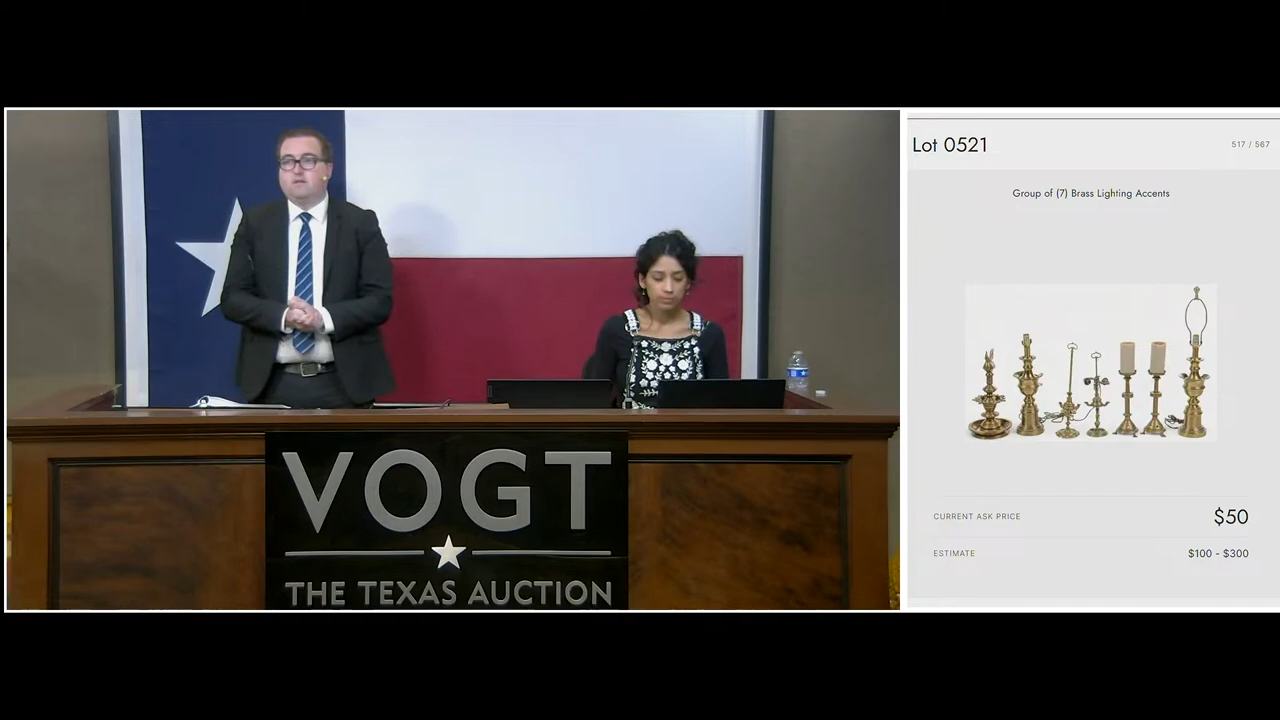 VOGT
THE TEXAS AUCTION
Lot 0521
517 / 567
Group of (7) Brass Lighting Accents
CURRENT ASK PRICE
$50
ESTIMATE
$100 - $300